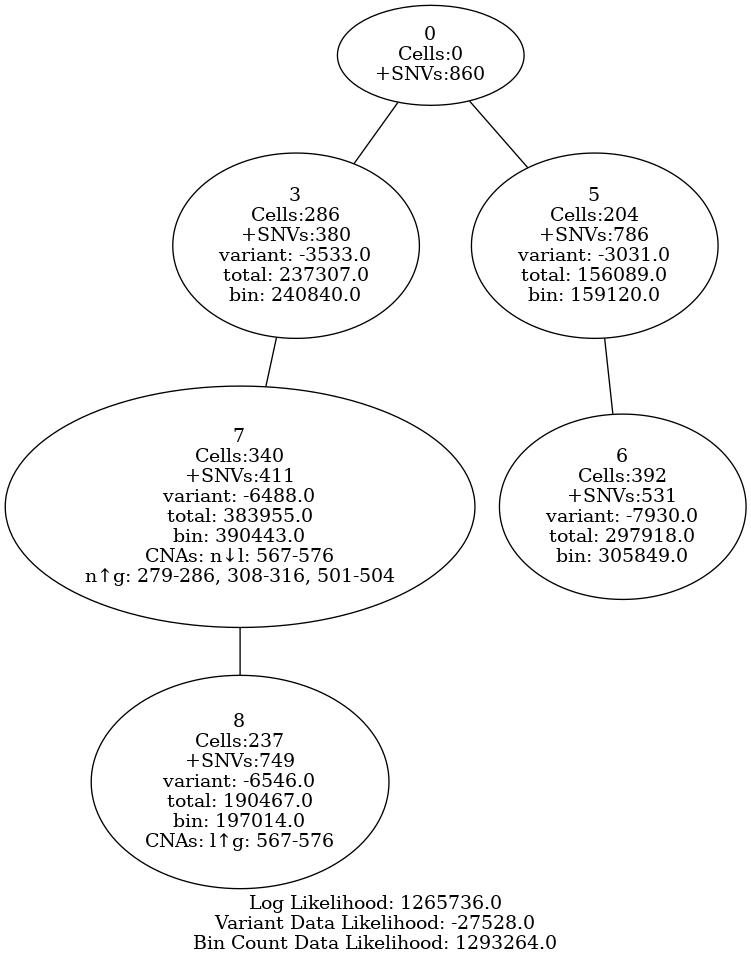 0
Cells:0
+SNVs:860
3
Cells:286
+SNVs:380
variant: -3533.0
total: 237307.0
bin: 240840.0
5
Cells:204
+SNVs:786
variant: -3031.0
total: 156089.0
bin: 159120.0
7
Cells:340
+SNVs:411
variant: -6488.0
total: 383955.0
bin: 390443.0
CNAs: n↓l: 567-576
n↑g: 279-286, 308-316, 501-504
6
Cells:392
+SNVs:531
variant: -7930.0
total: 297918.0
bin: 305849.0
8
Cells:237
+SNVs:749
variant: -6546.0
total: 190467.0
bin: 197014.0
CNAs: l↑g: 567-576
Log Likelihood: 1265736.0
Variant Data Likelihood: -27528.0
Bin Count Data Likelihood: 1293264.0